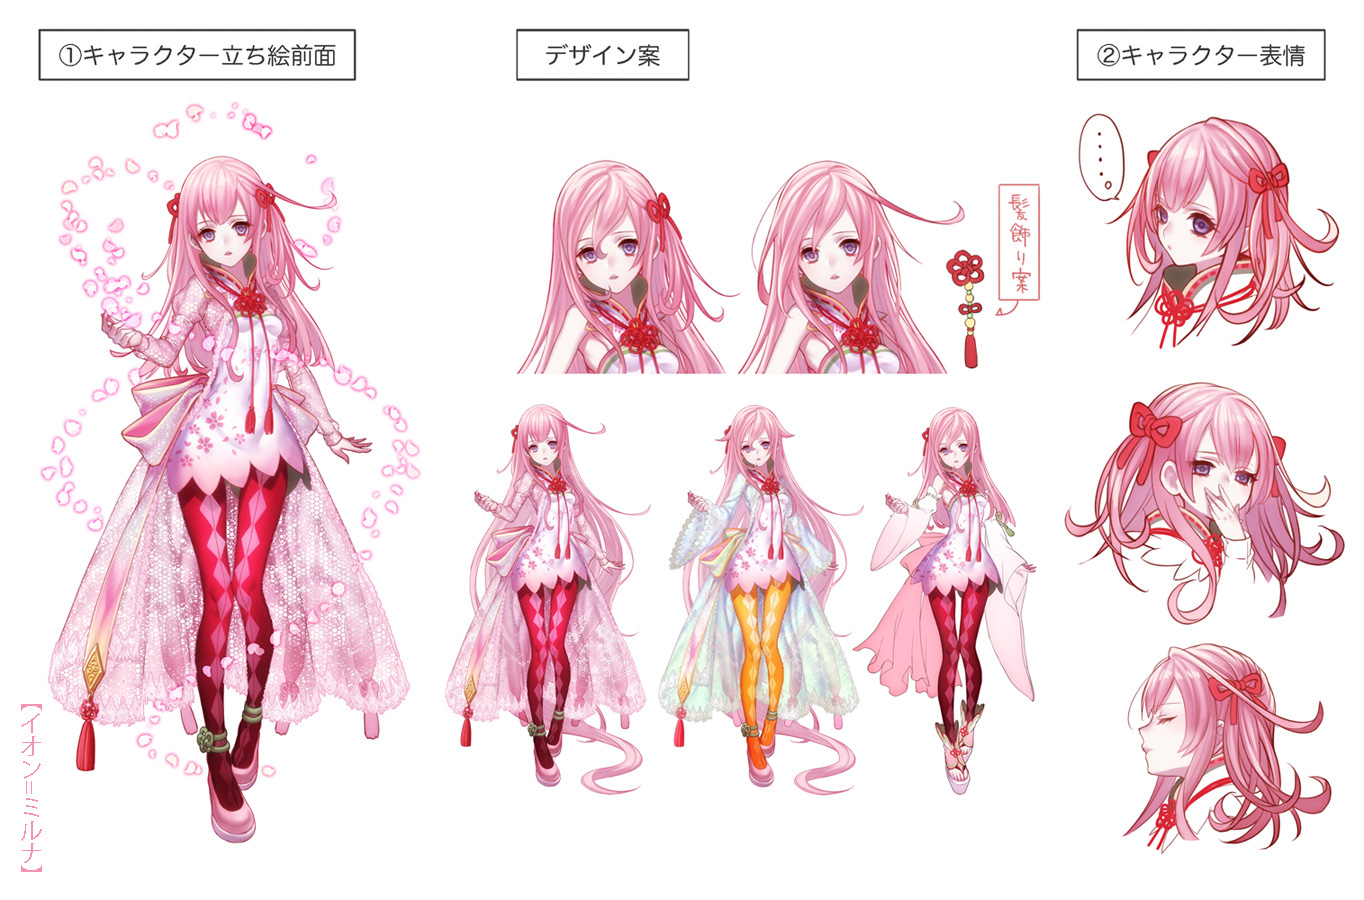 ①キャラクター立ち絵前面
デザイン案
②キャラクター表情
髪飾り案
【イオン=ミルナ】